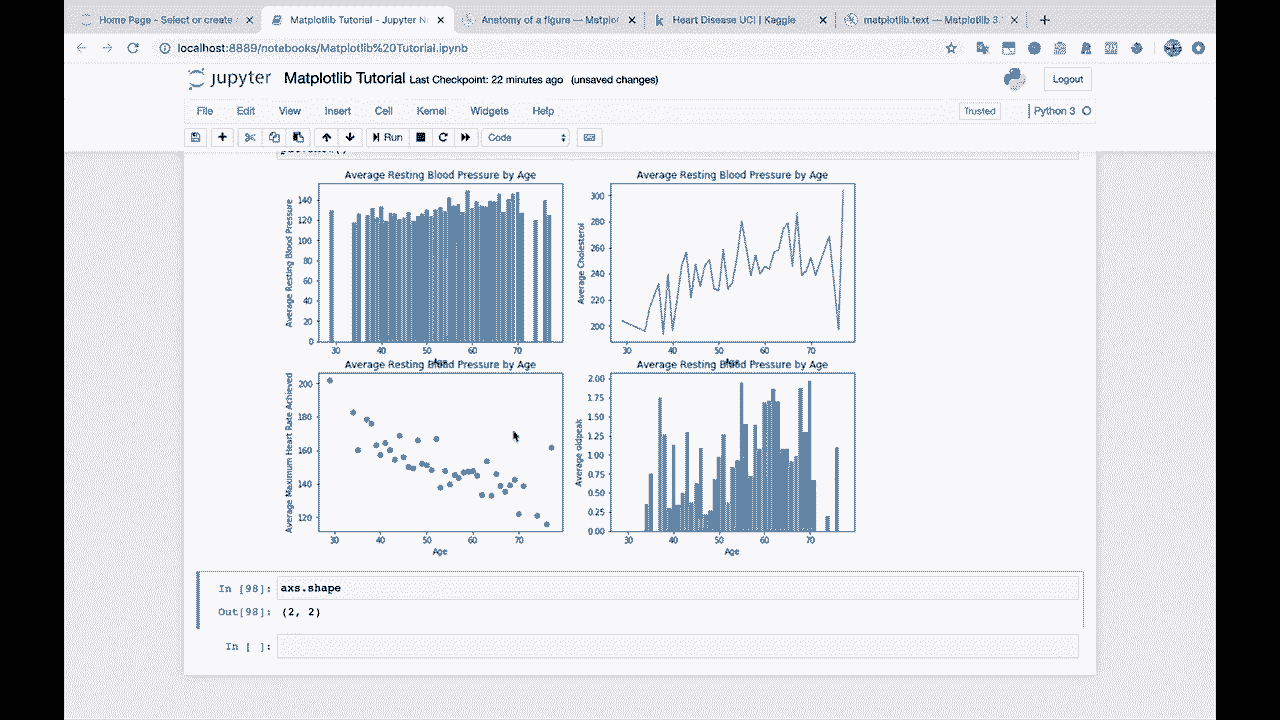 Home Page - Select or create
Matplotlib Tutorial - Jupyter N
Anatomy of a figure — Matplo
Heart Disease UCI | Kaggle
matplotlib.text — Matplotlib 3.
localhost:8889/notebooks/Matplotlib%20Tutorial.ipynb
jupyter Matplotlib Tutorial Last Checkpoint: 22 minutes ago (unsaved changes)
Logout
File Edit View Insert Cell Kernel Widgets Help
Trusted
Python 3
Run
Code
Average Resting Blood Pressure by Age
Average Resting Blood Pressure
140
120
100
80
60
40
20
0
30 40 50 60 70
Age
Average Resting Blood Pressure by Age
Average Cholesterol
300
280
260
240
220
200
30 40 50 60 70
Age
Average Resting Blood Pressure by Age
Average Maximum Heart Rate Achieved
200
180
160
140
120
30 40 50 60 70
Age
Average Resting Blood Pressure by Age
Average oldpeak
2.00
1.75
1.50
1.25
1.00
0.75
0.50
0.25
0.00
30 40 50 60 70
Age
In [98]: axs.shape
Out[98]: (2, 2)
In [ ]: